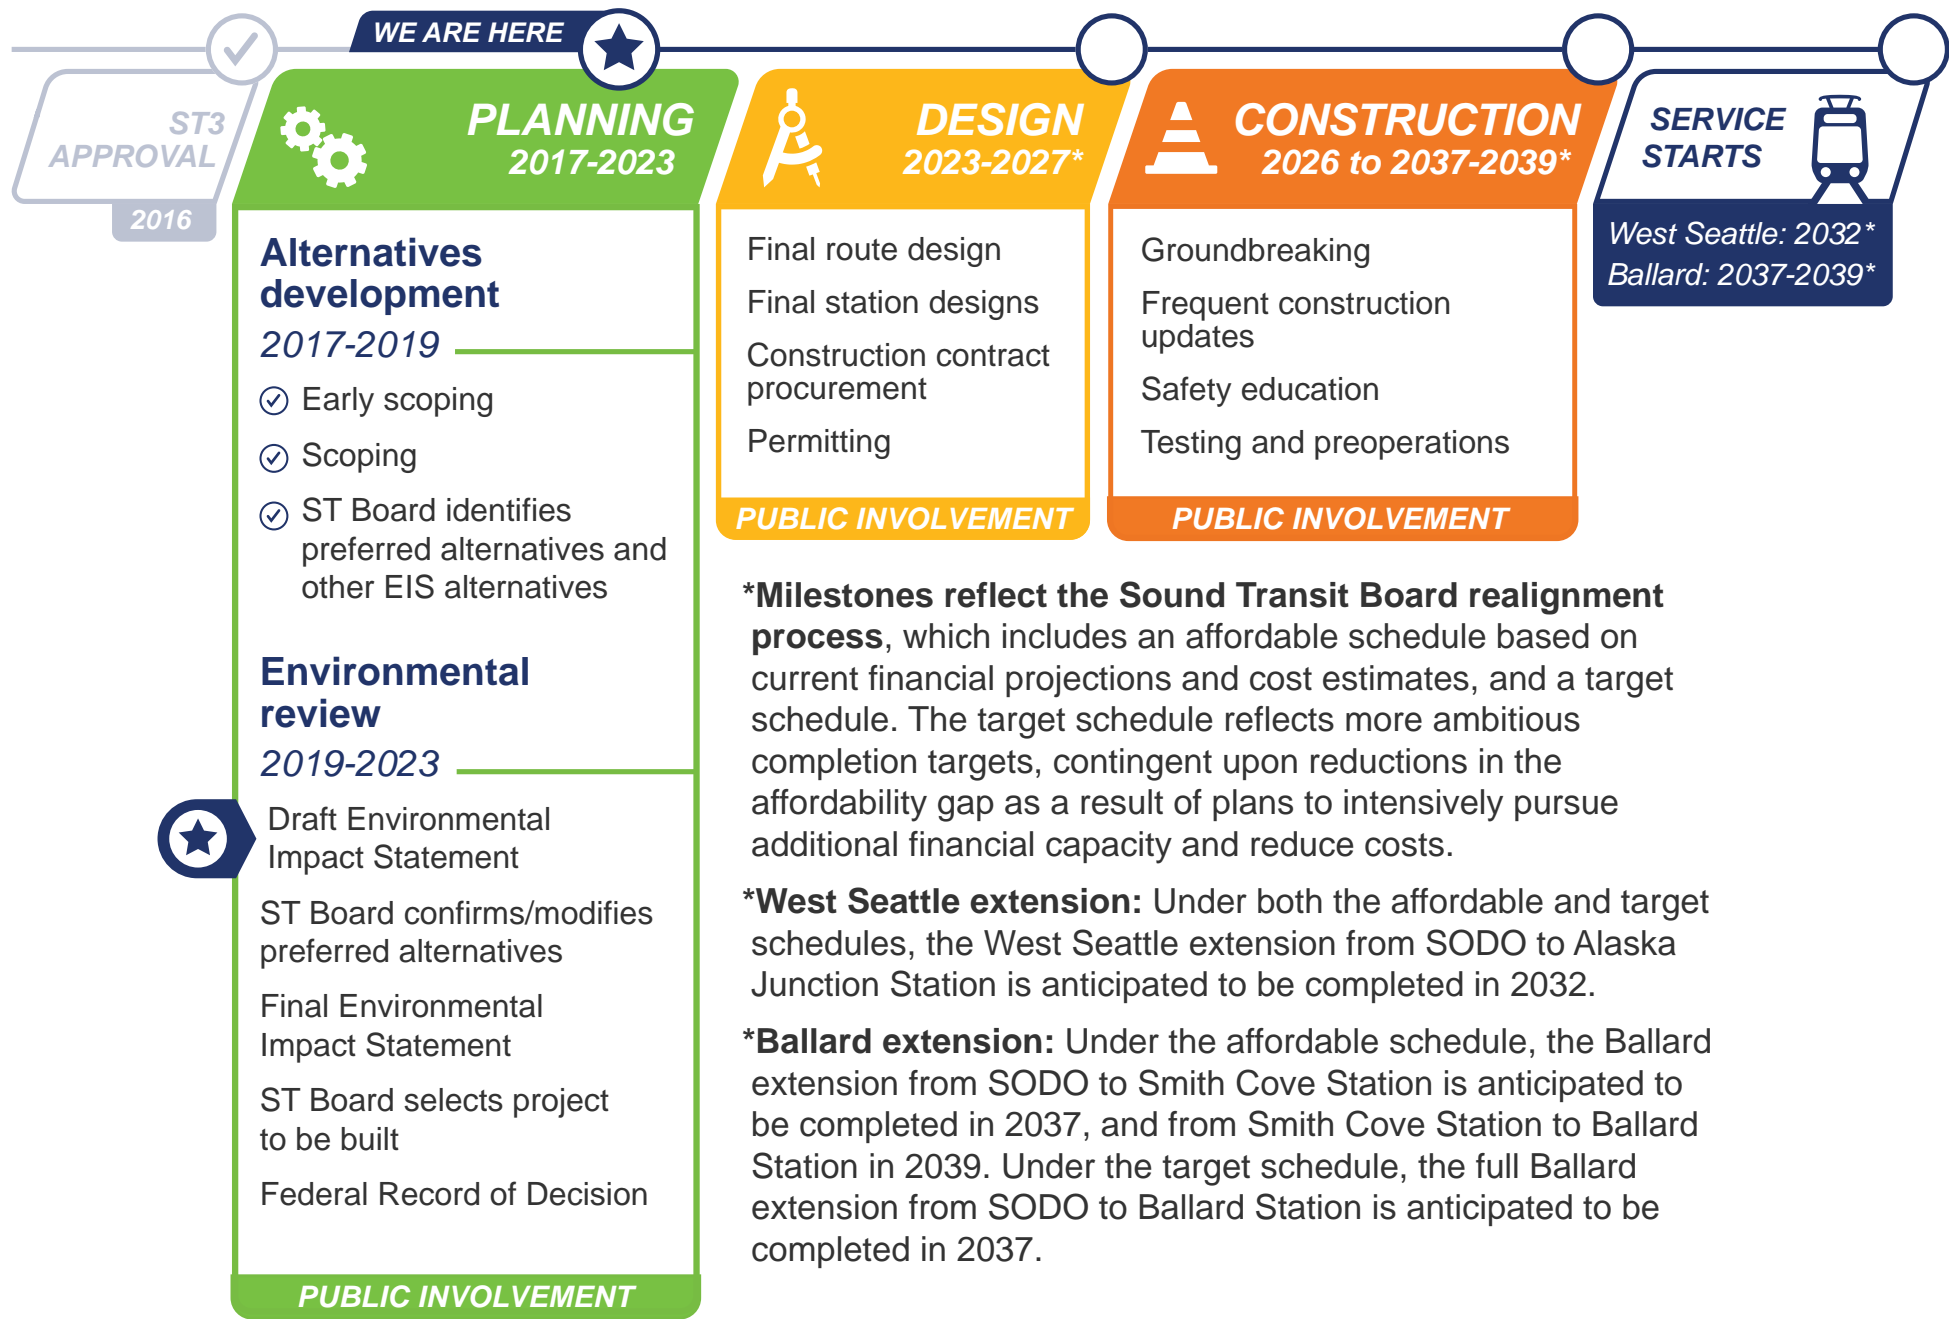 WE ARE HERE
ST3
APPROVAL
2016
PLANNING
2017-2023
Alternatives
development
2017-2019
Early scoping
Scoping
ST Board identifies
preferred alternatives and
other EIS alternatives
Environmental
review
2019-2023
Draft Environmental
Impact Statement
ST Board confirms/modifies
preferred alternatives
Final Environmental
Impact Statement
ST Board selects project
to be built
Federal Record of Decision
PUBLIC INVOLVEMENT
DESIGN
2023-2027*
Final route design
Final station designs
Construction contract
procurement
Permitting
PUBLIC INVOLVEMENT
CONSTRUCTION
2026 to 2037-2039*
Groundbreaking
Frequent construction
updates
Safety education
Testing and preoperations
PUBLIC INVOLVEMENT
SERVICE
STARTS
West Seattle: 2032*
Ballard: 2037-2039*
*Milestones reflect the Sound Transit Board realignment
process, which includes an affordable schedule based on
current financial projections and cost estimates, and a target
schedule. The target schedule reflects more ambitious
completion targets, contingent upon reductions in the
affordability gap as a result of plans to intensively pursue
additional financial capacity and reduce costs.
*West Seattle extension: Under both the affordable and target
schedules, the West Seattle extension from SODO to Alaska
Junction Station is anticipated to be completed in 2032.
*Ballard extension: Under the affordable schedule, the Ballard
extension from SODO to Smith Cove Station is anticipated to
be completed in 2037, and from Smith Cove Station to Ballard
Station in 2039. Under the target schedule, the full Ballard
extension from SODO to Ballard Station is anticipated to be
completed in 2037.